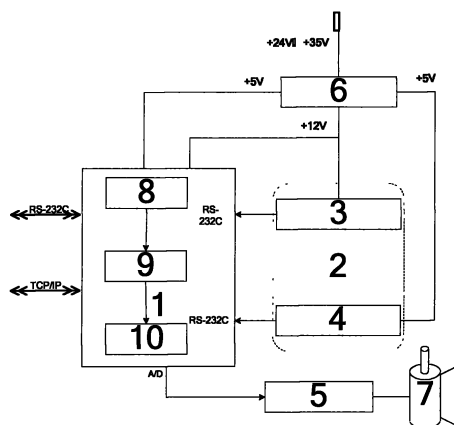 +24VII +35V
+5V
6
+5V
+12V
8
RS-232C
RS-
232C
3
9
2
TCP/IP
1
RS-232C
4
10
A/D
5
7